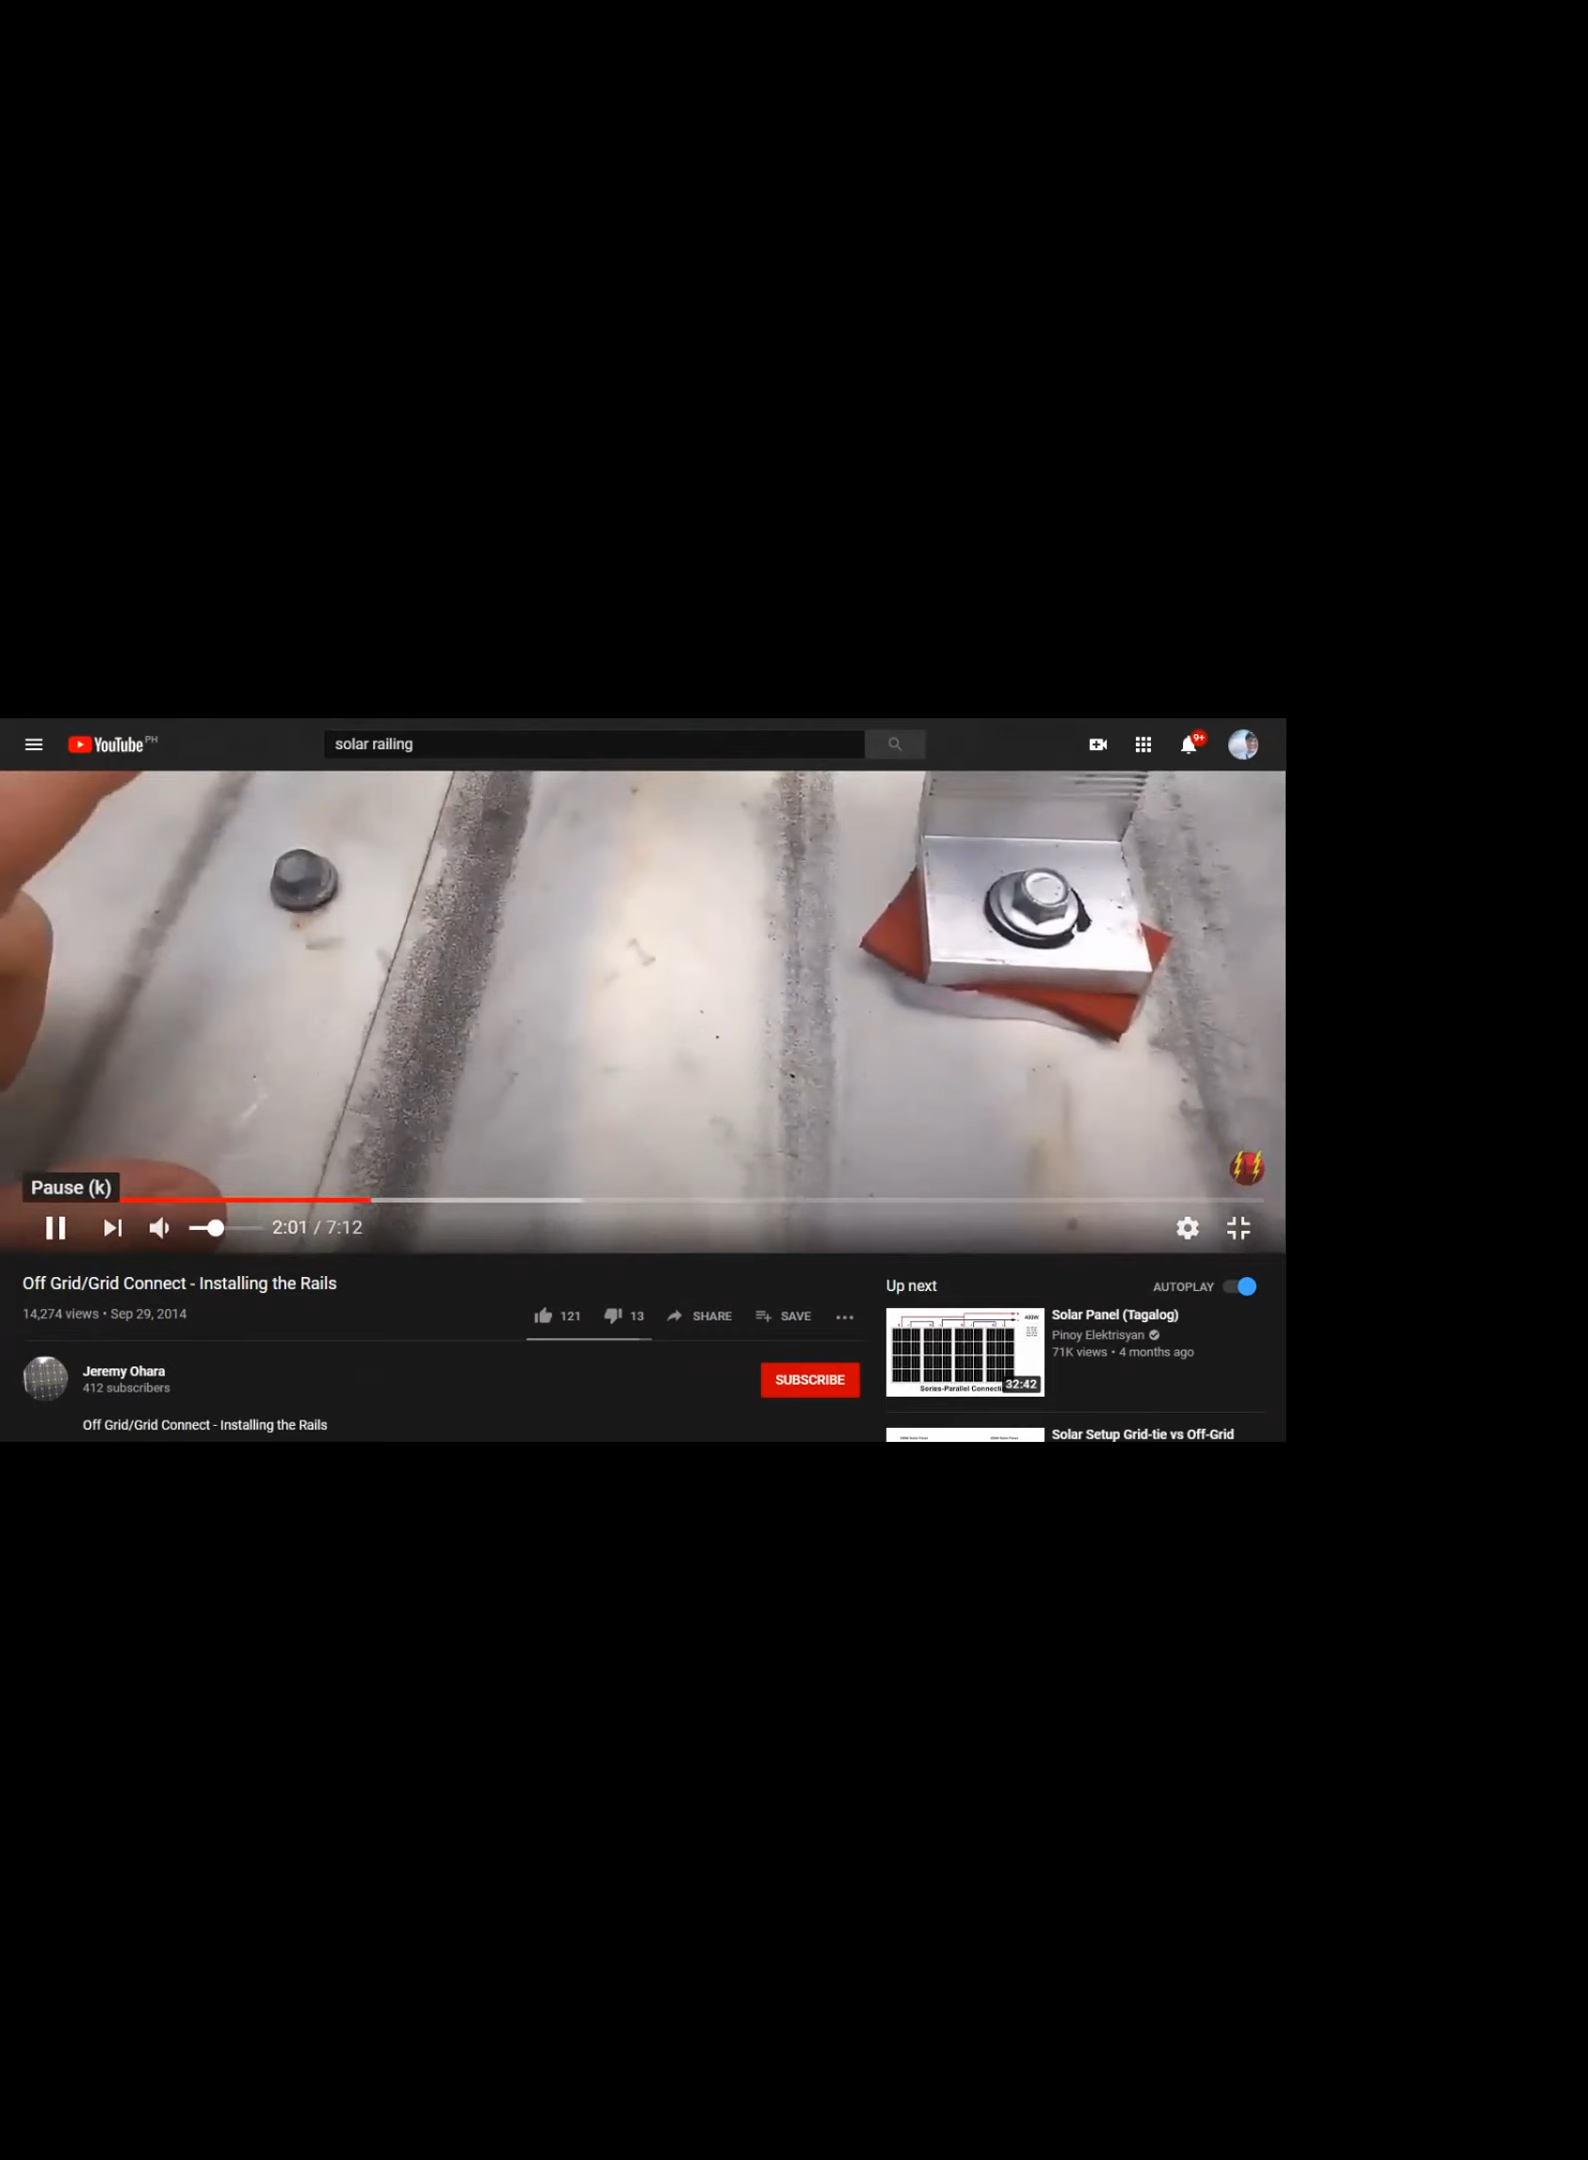 YouTube PH
solar railing
9+
Pause (k)
2:01 / 7:12
Off Grid/Grid Connect - Installing the Rails
14,274 views • Sep 29, 2014
121
13
SHARE
SAVE
Jeremy Ohara
412 subscribers
SUBSCRIBE
Off Grid/Grid Connect - Installing the Rails
Up next
AUTOPLAY
400W
Series-Parallel Connecti
32:42
Solar Panel (Tagalog)
Pinoy Elektrisyan
71K views • 4 months ago
Solar Setup Grid-tie vs Off-Grid